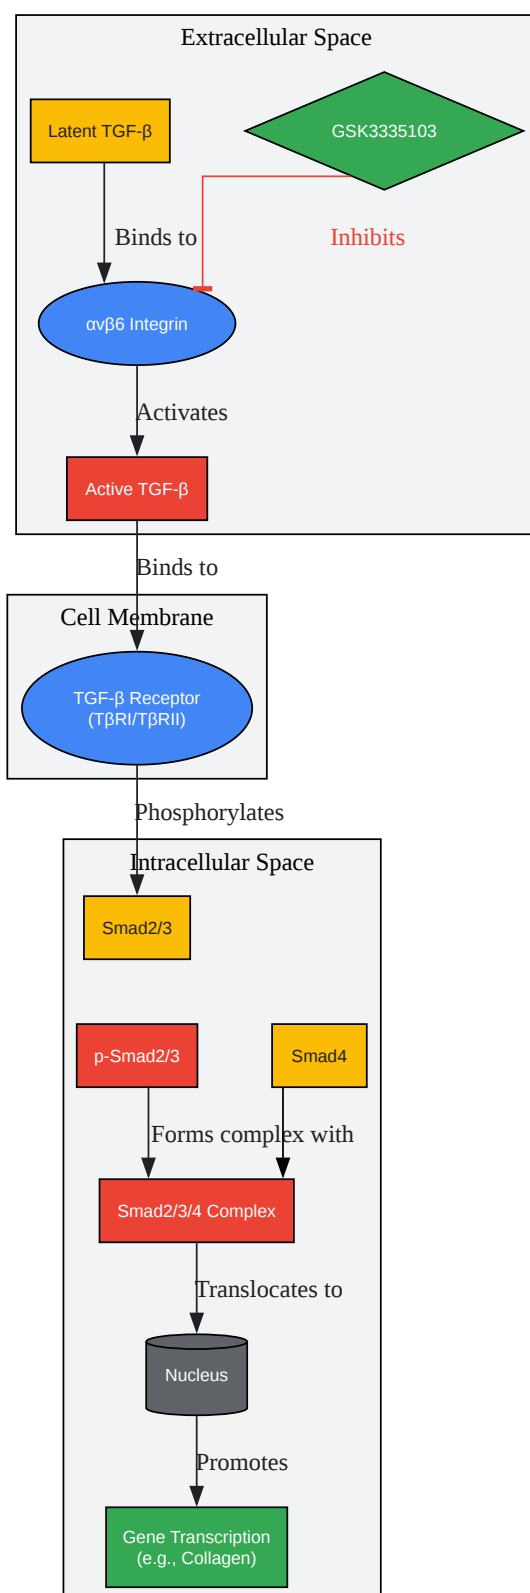 Extracellular Space
Latent TGF-β
GSK3335103
Binds to
Inhibits
αvβ6 Integrin
Activates
Active TGF-β
Binds to
Cell Membrane
TGF-β Receptor
(TβRI/TβRII)
Phosphorylates
Intracellular Space
Smad2/3
p-Smad2/3
Smad4
Forms complex with
Smad2/3/4 Complex
Translocates to
Nucleus
Promotes
Gene Transcription
(e.g., Collagen)